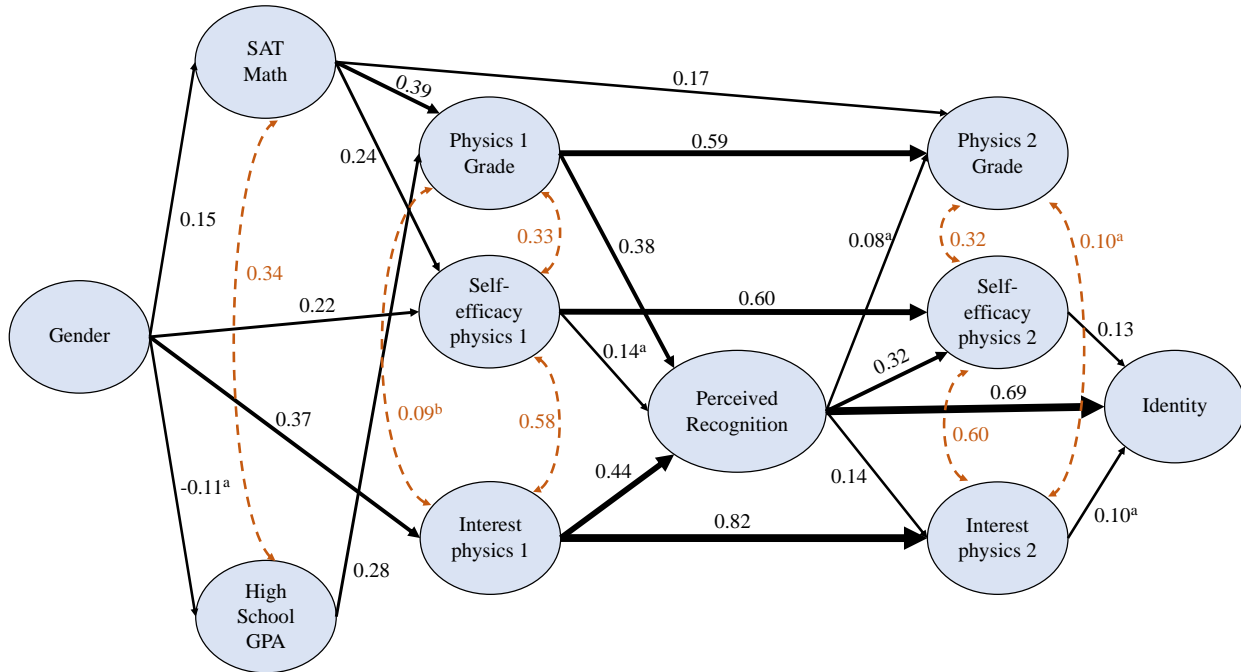 SAT
Math
0.17
0.39
Physics 1
Grade
0.59
Physics 2
Grade
0.24
0.15
0.33
0.38
0.08ᵃ
0.32
0.10ᵃ
0.34
Self-
efficacy
physics 1
0.60
Self-
efficacy
physics 2
Gender
0.22
0.14ᵃ
0.32
0.13
Perceived
Recognition
0.69
Identity
0.37
0.09ᵇ
0.58
0.60
0.44
0.14
-0.11ᵃ
Interest
physics 1
0.82
Interest
physics 2
0.10ᵃ
0.28
High
School
GPA